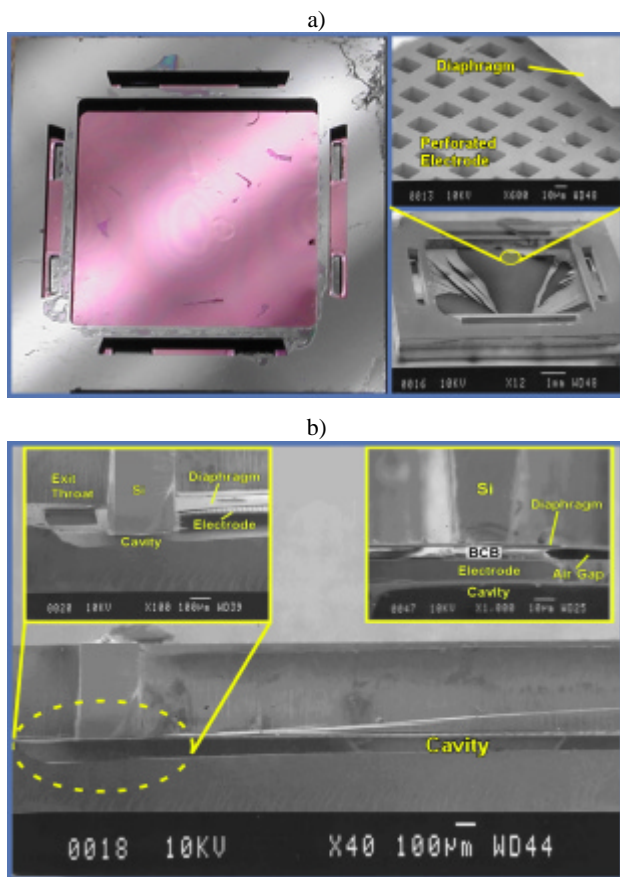 a)
Diaphragm
Perforated
Electrode
0013 10KV X600 10μm WD46
0016 10KV X12 1mm WD48
b)
Exit
Throat
Si
Diaphragm
Electrode
Cavity
0020 10KV X100 100μm WD39
Si
Diaphragm
BCB
Electrode
Air Gap
Cavity
0047 10KV X1,000 10μm WD25
Cavity
0018 10KV X40 100μm WD44